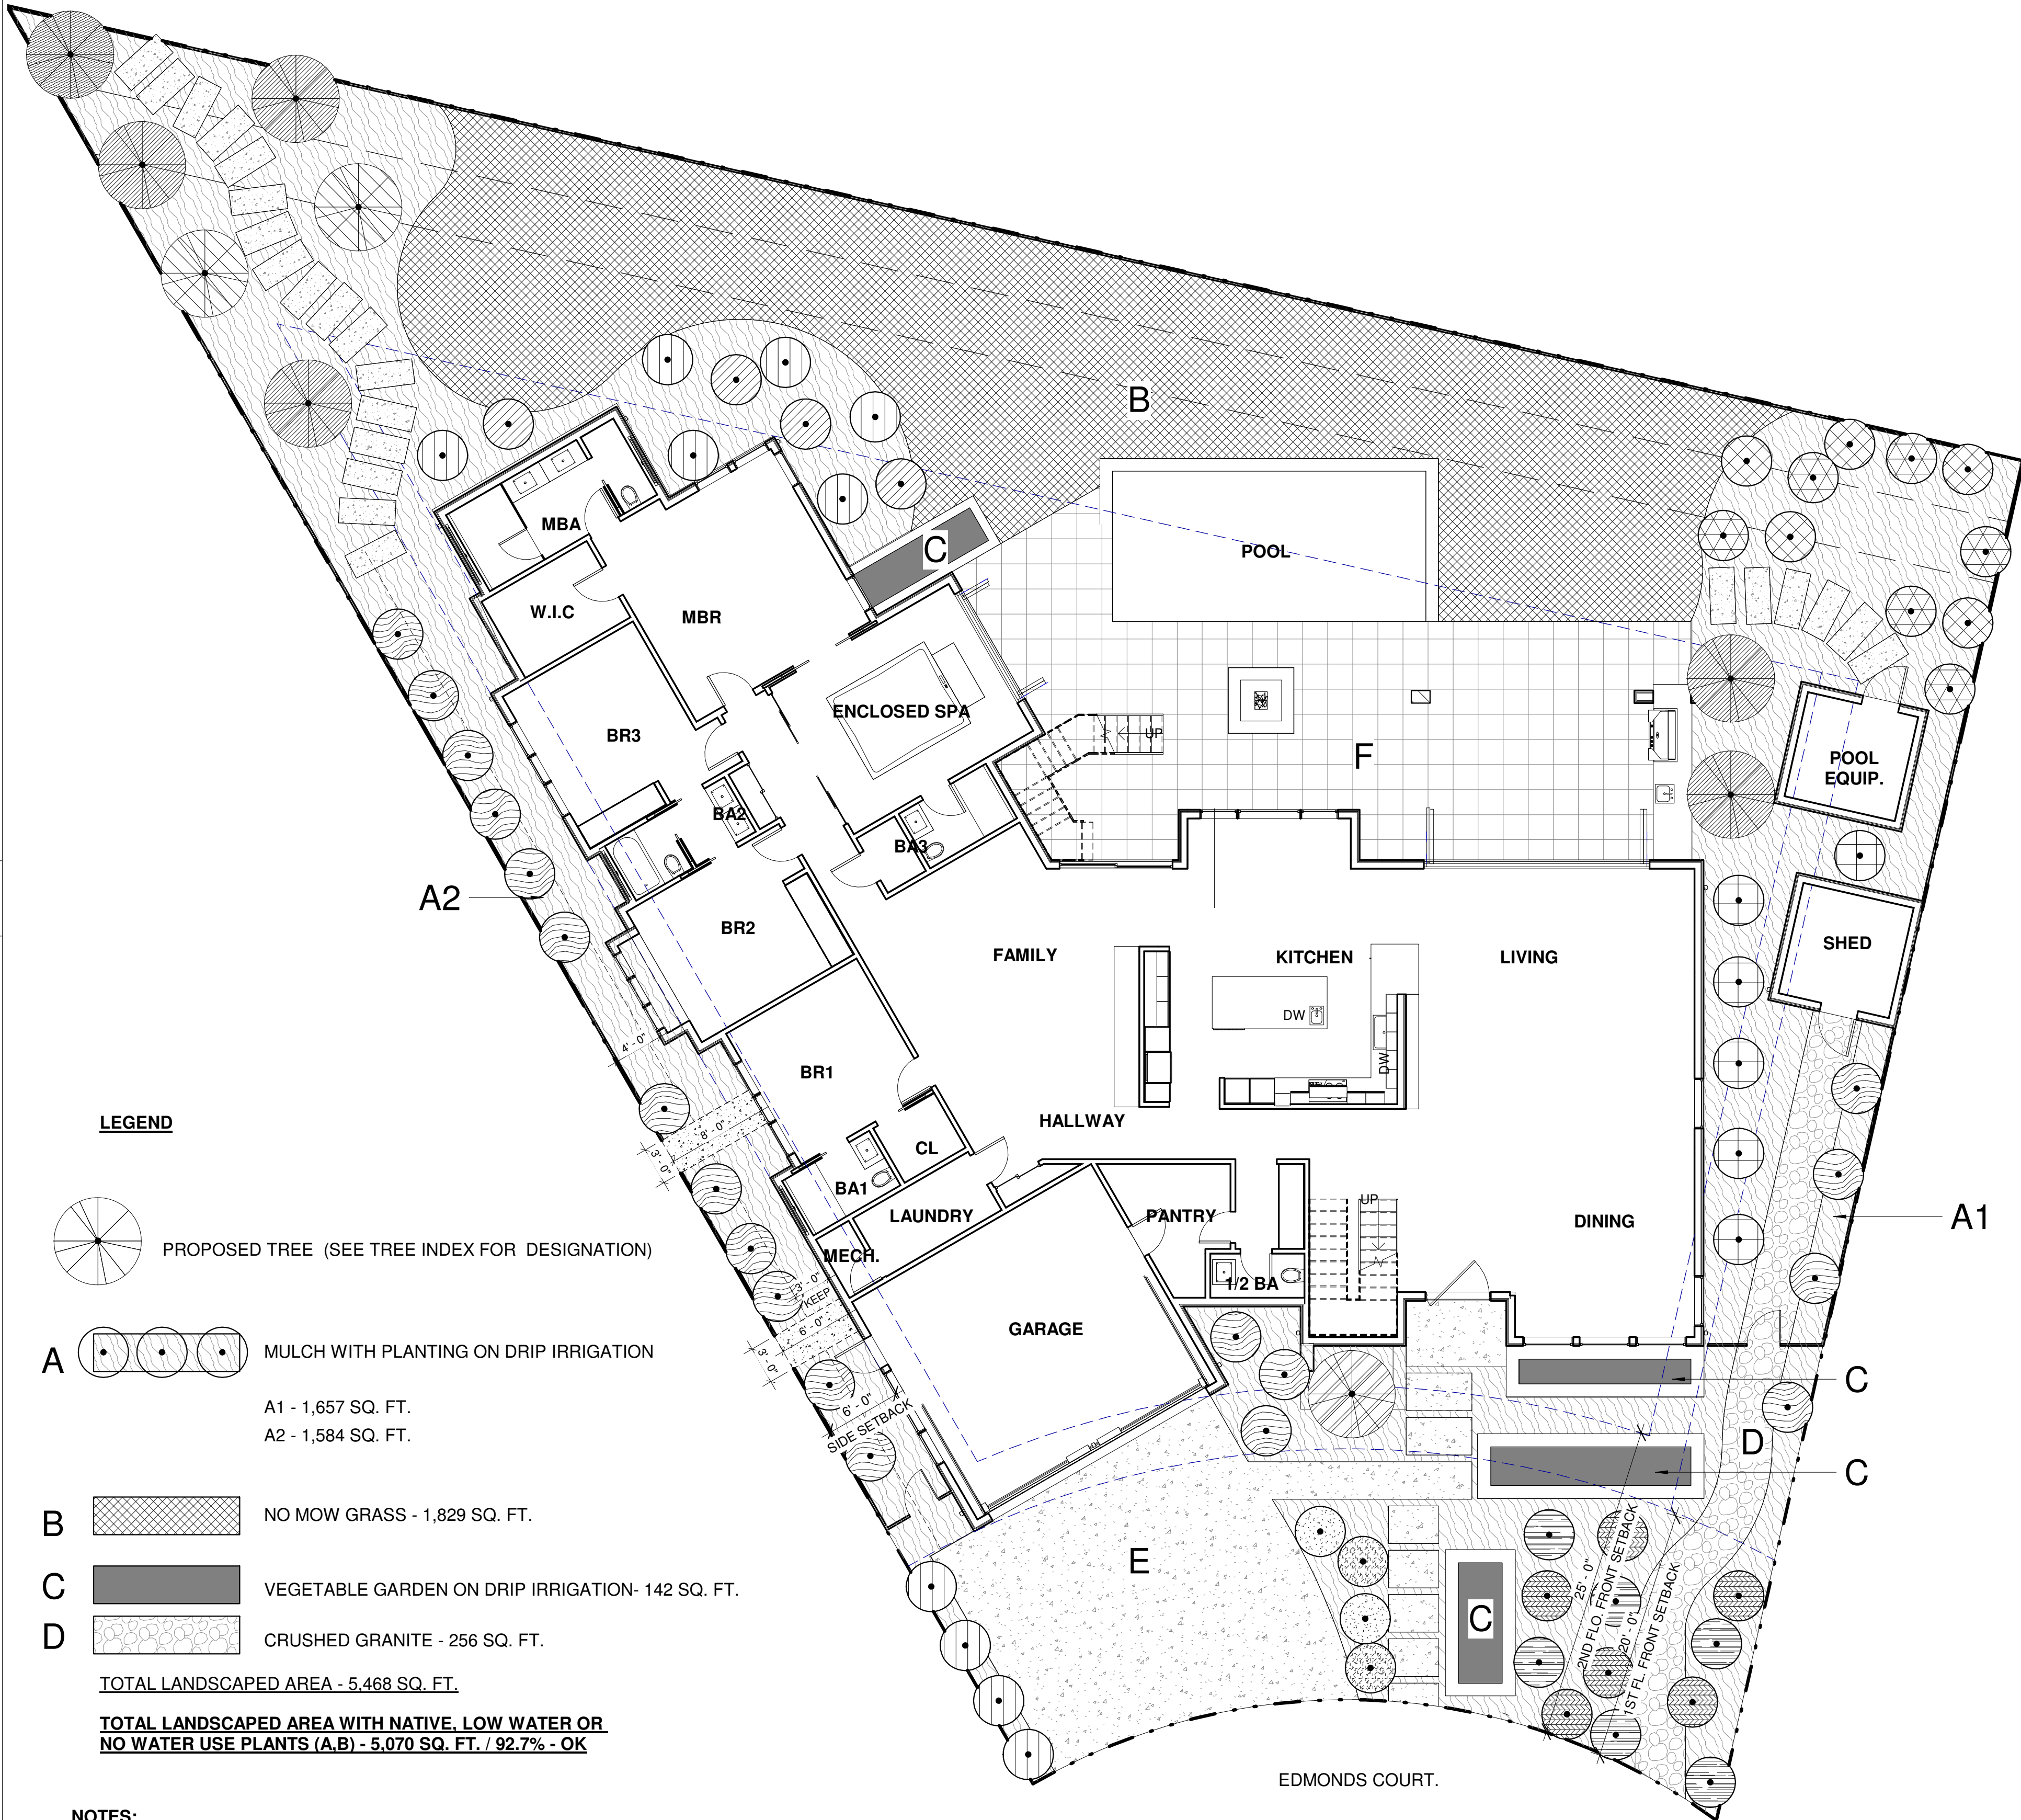 B
C
POOL
MBA
W.I.C
MBR
ENCLOSED SPA
BR3
UP
F
POOL
EQUIP.
BA2
BA3
A2
BR2
FAMILY
KITCHEN
LIVING
SHED
DW
DW
4' - 0"
BR1
HALLWAY
8' - 0"
3' - 0"
CL
BA1
LAUNDRY
PANTRY
UP
DINING
A1
MECH.
1/2 BA
3' - 0"
KEEP
6' - 0"
3' - 0"
GARAGE
6' - 0"
SIDE SETBACK
C
D
C
E
C
25' - 0"
2ND FLO. FRONT SETBACK
20' - 0"
1ST FL. FRONT SETBACK
EDMONDS COURT.
LEGEND
PROPOSED TREE (SEE TREE INDEX FOR DESIGNATION)
A MULCH WITH PLANTING ON DRIP IRRIGATION
A1 - 1,657 SQ. FT.
A2 - 1,584 SQ. FT.
B NO MOW GRASS - 1,829 SQ. FT.
C VEGETABLE GARDEN ON DRIP IRRIGATION- 142 SQ. FT.
D CRUSHED GRANITE - 256 SQ. FT.
TOTAL LANDSCAPED AREA - 5,468 SQ. FT.
TOTAL LANDSCAPED AREA WITH NATIVE, LOW WATER OR
NO WATER USE PLANTS (A,B) - 5,070 SQ. FT. / 92.7% - OK
NOTES: